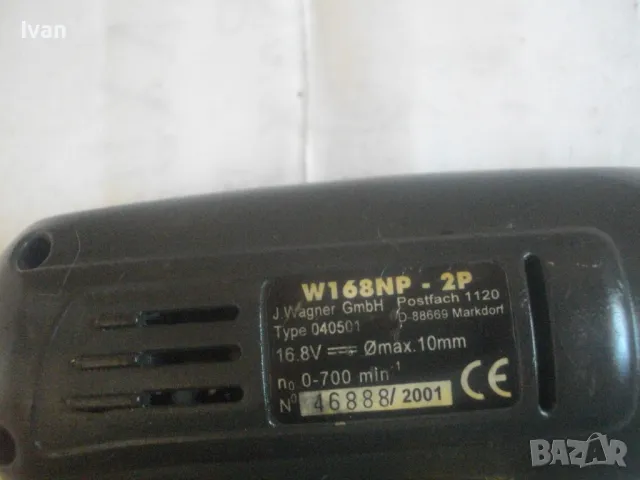 Ivan
W168NP - 2P
J.Wagner GmbH Postfach 1120
Type 040501 D-88669 Markdorf
16.8V Ømax.10mm
n₀ 0-700 min⁻¹
Nº 46888/2001
CE
BAZAR